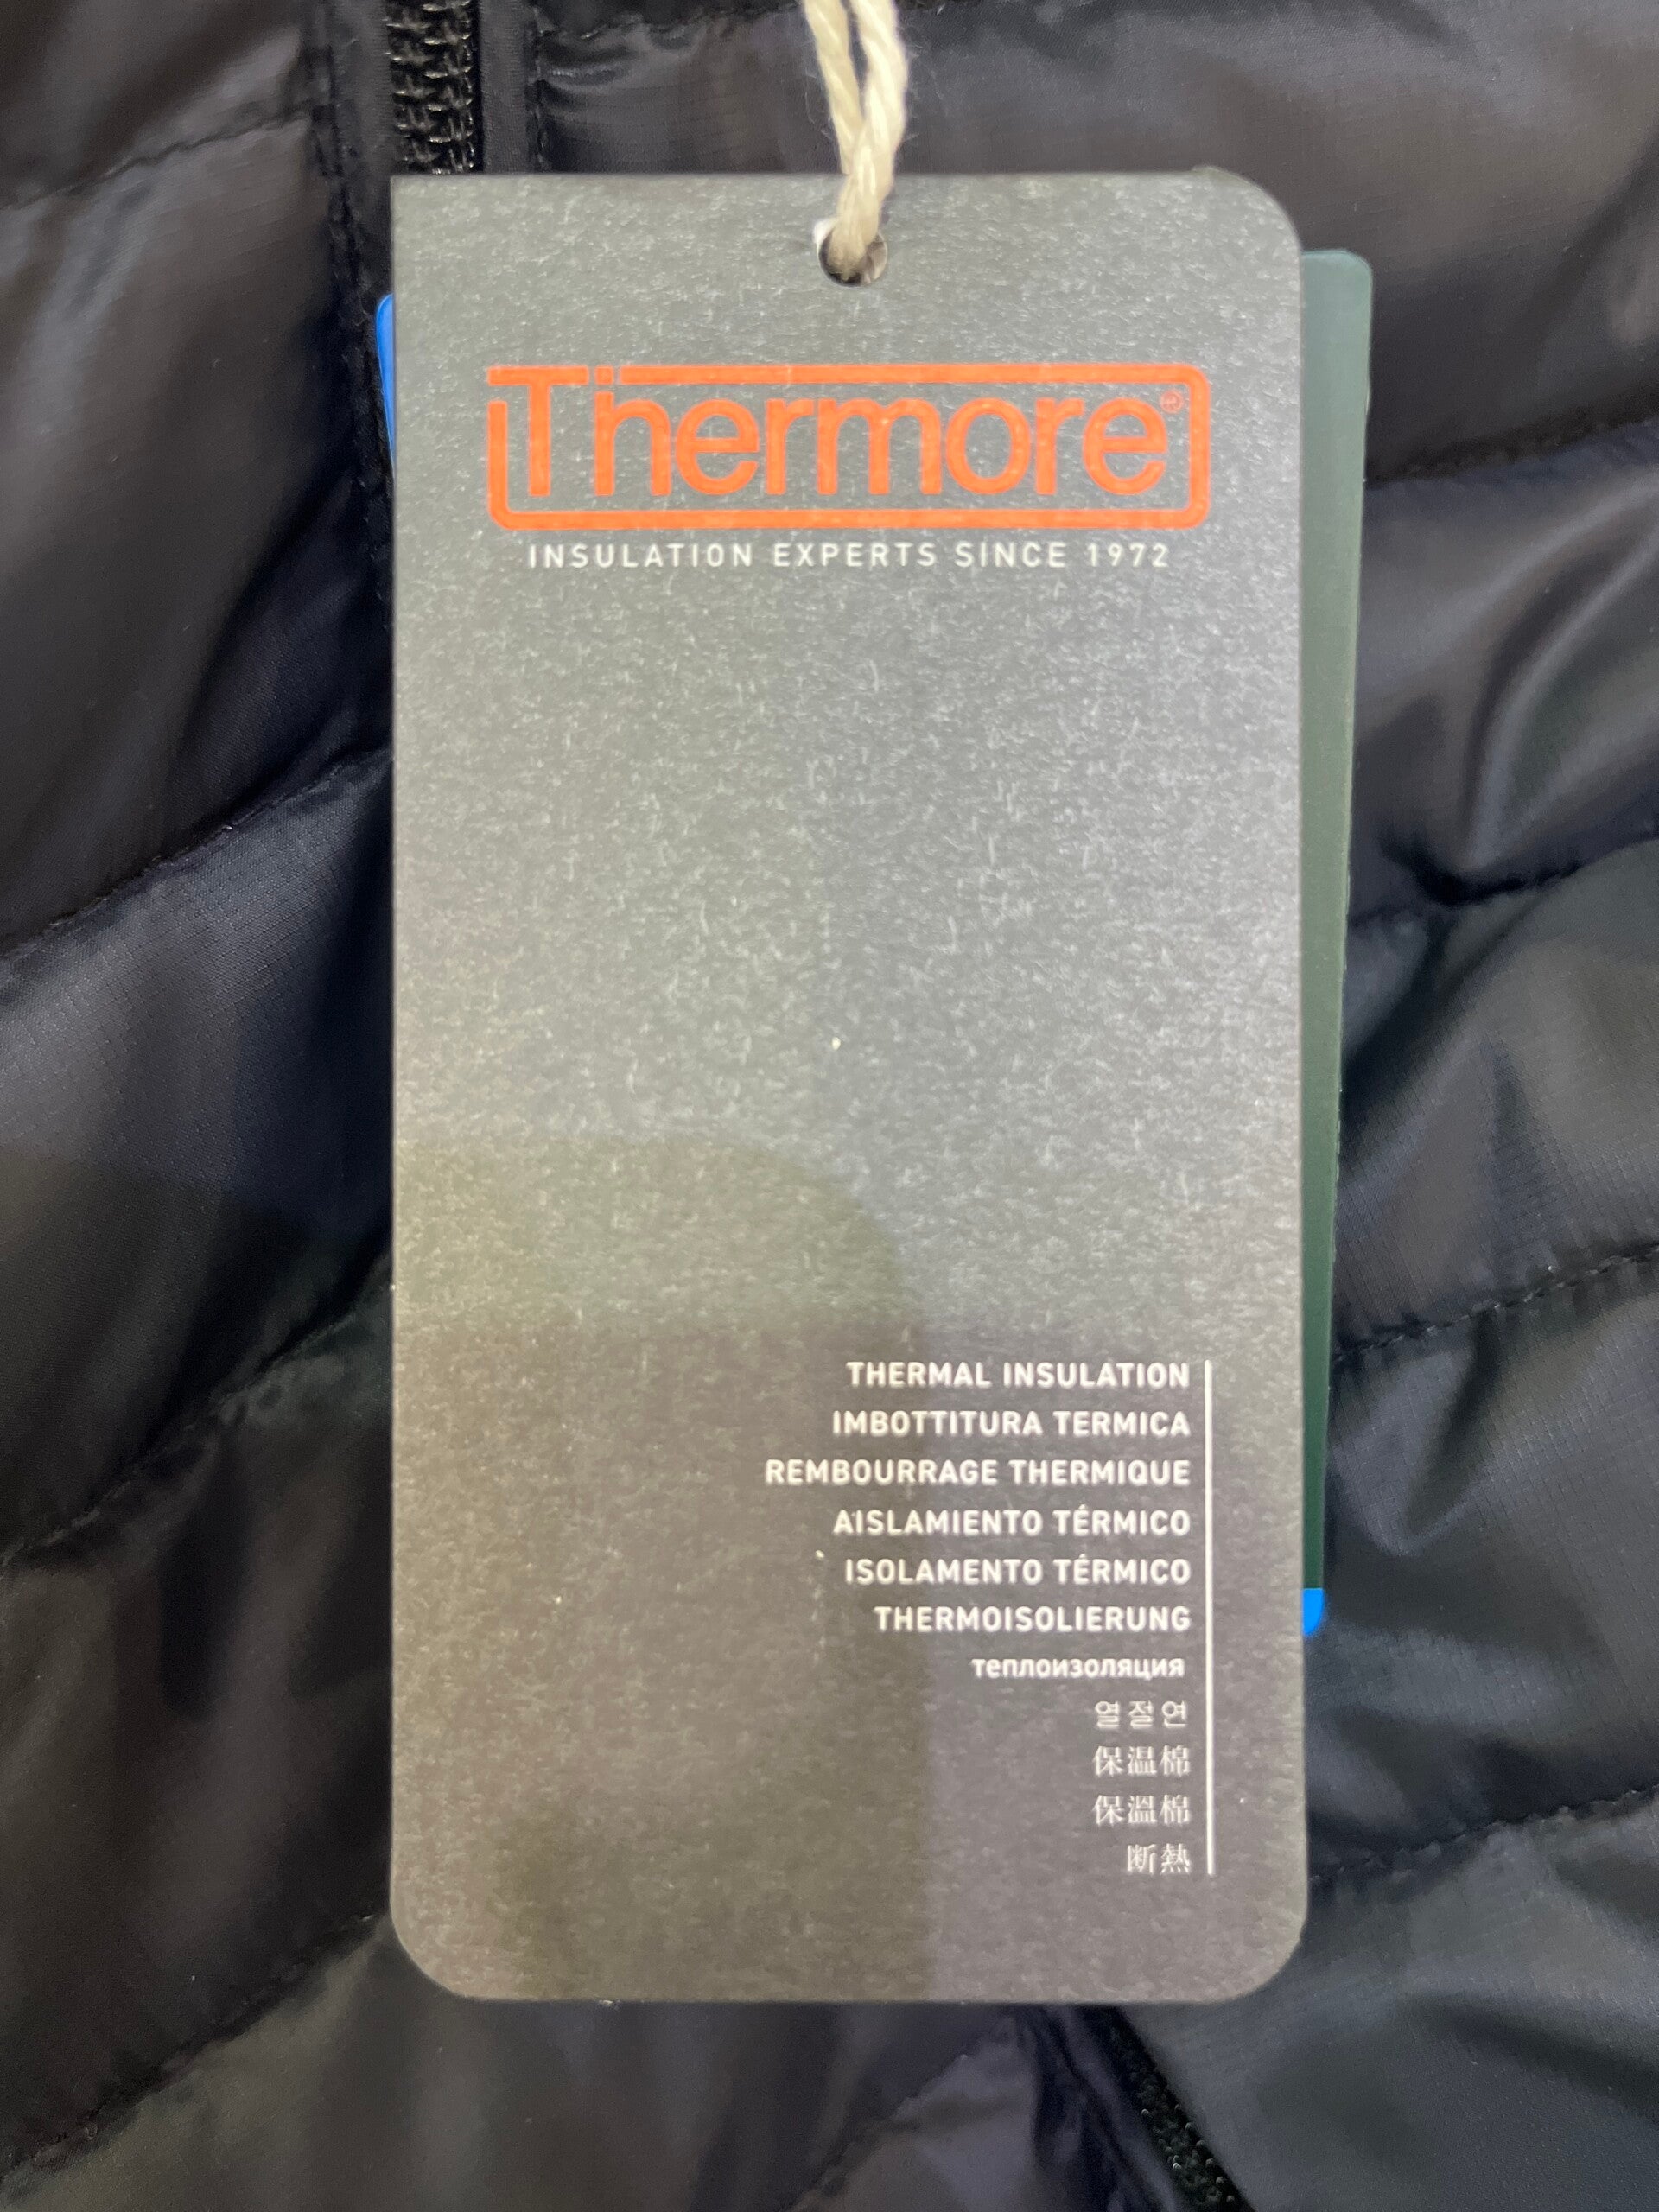 Thermore®
INSULATION EXPERTS SINCE 1972
THERMAL INSULATION
IMBOTTITURA TERMICA
REMBOURRAGE THERMIQUE
AISLAMIENTO TÉRMICO
ISOLAMENTO TÉRMICO
THERMOISOLIERUNG
теплоизоляция
열절연
保温棉
保溫棉
断熱